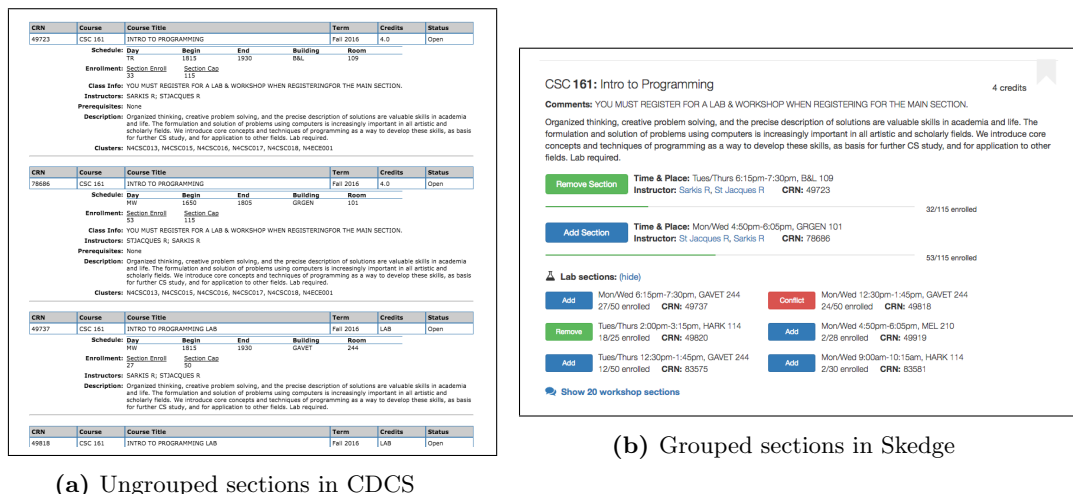 CRN Course Course Title Term Credits Status
49723 CSC 161 INTRO TO PROGRAMMING Fall 2016 4.0 Open
Schedule: Day Begin End Building Room
TR 1815 1930 B&L 109
Enrollment: Section Enroll Section Cap
33 115
Class Info: YOU MUST REGISTER FOR A LAB & WORKSHOP WHEN REGISTERINGFOR THE MAIN SECTION.
Instructors: SARKIS R; STJACQUES R
Prerequisites: None
Description: Organized thinking, creative problem solving, and the precise description of solutions are valuable skills in academia
and life. The formulation and solution of problems using computers is increasingly important in all artistic and
scholarly fields. We introduce core concepts and techniques of programming as a way to develop these skills, as basis
for further CS study, and for application to other fields. Lab required.
Clusters: N4CSC013, N4CSC015, N4CSC016, N4CSC017, N4CSC018, N4ECE001
CRN Course Course Title Term Credits Status
78686 CSC 161 INTRO TO PROGRAMMING Fall 2016 4.0 Open
Schedule: Day Begin End Building Room
MW 1650 1805 GRGEN 101
Enrollment: Section Enroll Section Cap
53 115
Class Info: YOU MUST REGISTER FOR A LAB & WORKSHOP WHEN REGISTERINGFOR THE MAIN SECTION.
Instructors: STJACQUES R; SARKIS R
Prerequisites: None
Description: Organized thinking, creative problem solving, and the precise description of solutions are valuable skills in academia
and life. The formulation and solution of problems using computers is increasingly important in all artistic and
scholarly fields. We introduce core concepts and techniques of programming as a way to develop these skills, as basis
for further CS study, and for application to other fields. Lab required.
Clusters: N4CSC013, N4CSC015, N4CSC016, N4CSC017, N4CSC018, N4ECE001
CRN Course Course Title Term Credits Status
49737 CSC 161 INTRO TO PROGRAMMING LAB Fall 2016 LAB Open
Schedule: Day Begin End Building Room
MW 1815 1930 GAVET 244
Enrollment: Section Enroll Section Cap
27 50
Instructors: SARKIS R; STJACQUES R
Description: Organized thinking, creative problem solving, and the precise description of solutions are valuable skills in academia
and life. The formulation and solution of problems using computers is increasingly important in all artistic and
scholarly fields. We introduce core concepts and techniques of programming as a way to develop these skills, as basis
for further CS study, and for application to other fields. Lab required.
CRN Course Course Title Term Credits Status
49818 CSC 161 INTRO TO PROGRAMMING LAB Fall 2016 LAB Open
(a) Ungrouped sections in CDCS
CSC 161: Intro to Programming 4 credits
Comments: YOU MUST REGISTER FOR A LAB & WORKSHOP WHEN REGISTERING FOR THE MAIN SECTION.
Organized thinking, creative problem solving, and the precise description of solutions are valuable skills in academia and life. The
formulation and solution of problems using computers is increasingly important in all artistic and scholarly fields. We introduce core
concepts and techniques of programming as a way to develop these skills, as basis for further CS study, and for application to other
fields. Lab required.
Remove Section Time & Place: Tues/Thurs 6:15pm-7:30pm, B&L 109
Instructor: Sarkis R, St Jacques R CRN: 49723
32/115 enrolled
Add Section Time & Place: Mon/Wed 4:50pm-6:05pm, GRGEN 101
Instructor: St Jacques R, Sarkis R CRN: 78686
53/115 enrolled
Lab sections: (hide)
Add Mon/Wed 6:15pm-7:30pm, GAVET 244 Conflict Mon/Wed 12:30pm-1:45pm, GAVET 244
27/50 enrolled CRN: 49737 24/50 enrolled CRN: 49818
Remove Tues/Thurs 2:00pm-3:15pm, HARK 114 Add Mon/Wed 4:50pm-6:05pm, MEL 210
18/25 enrolled CRN: 49820 2/28 enrolled CRN: 49919
Add Tues/Thurs 12:30pm-1:45pm, GAVET 244 Add Mon/Wed 9:00am-10:15am, HARK 114
12/50 enrolled CRN: 83575 2/30 enrolled CRN: 83581
Show 20 workshop sections
(b) Grouped sections in Skedge